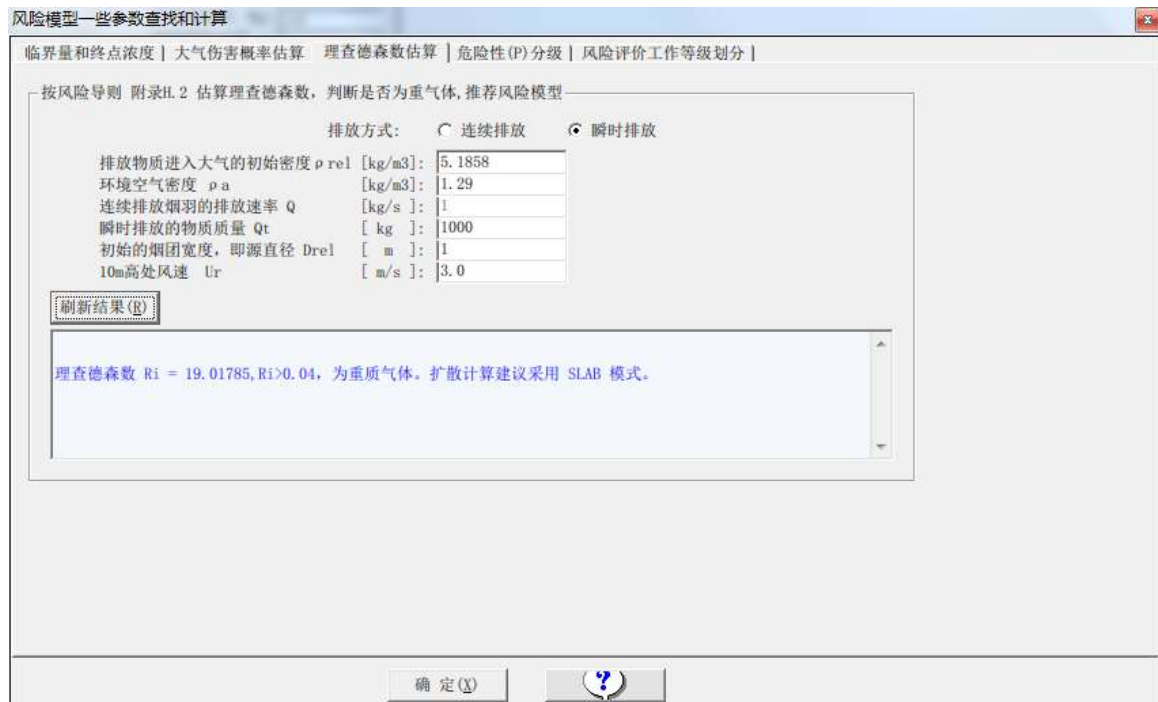 风险模型一些参数查找和计算
临界量和终点浓度 | 大气伤害概率估算 理查德森数估算 | 危险性(P)分级 | 风险评价工作等级划分 |
按风险导则 附录H.2 估算理查德森数，判断是否为重气体,推荐风险模型
排放方式: 连续排放 瞬时排放
排放物质进入大气的初始密度ρrel [kg/m3]: 5.1858
环境空气密度 ρa [kg/m3]: 1.29
连续排放烟羽的排放速率 Q [kg/s ]: 1
瞬时排放的物质质量 Qt [ kg ]: 1000
初始的烟团宽度，即源直径 Drel [ m ]: 1
10m高处风速 Ur [ m/s ]: 3.0
刷新结果(R)
理查德森数 Ri = 19.01785,Ri>0.04，为重质气体。扩散计算建议采用 SLAB 模式。
确 定(X) ?